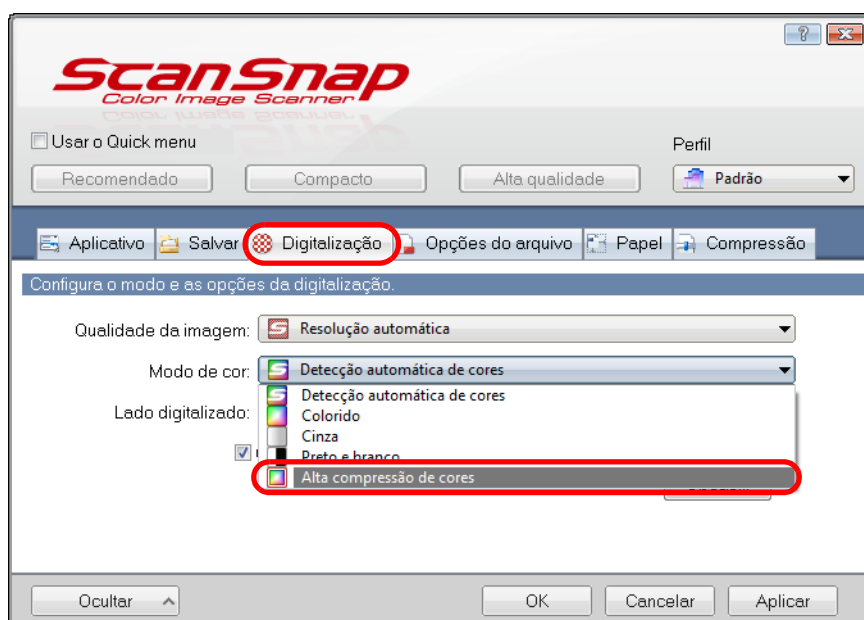 ScanSnap
Color Image Scanner
Usar o Quick menu
Perfil
Recomendado
Compacto
Alta qualidade
Padrão
Aplicativo
Salvar
Digitalização
Opções do arquivo
Papel
Compressão
Configura o modo e as opções da digitalização.
Qualidade da imagem:
Resolução automática
Modo de cor:
Detecção automática de cores
Detecção automática de cores
Lado digitalizado:
Colorido
Cinza
Preto e branco
Alta compressão de cores
Ocultar
OK
Cancelar
Aplicar